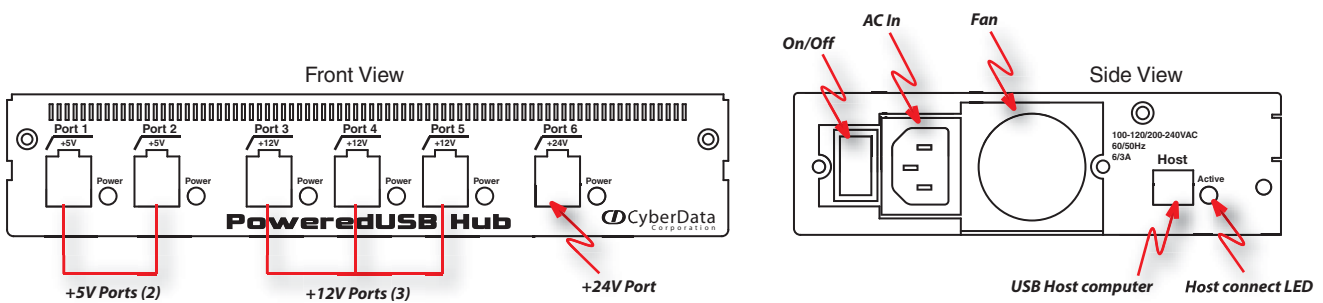 Front View
Port 1
+5V
Power
Port 2
+5V
Power
Port 3
+12V
Power
Port 4
+12V
Power
Port 5
+12V
Power
Port 6
+24V
Power
PoweredUSB Hub
CyberData
Corporation
+5V Ports (2)
+12V Ports (3)
+24V Port
On/Off
AC In
Fan
Side View
100-120/200-240VAC
60/50Hz
6/3A
Host
Active
USB Host computer
Host connect LED